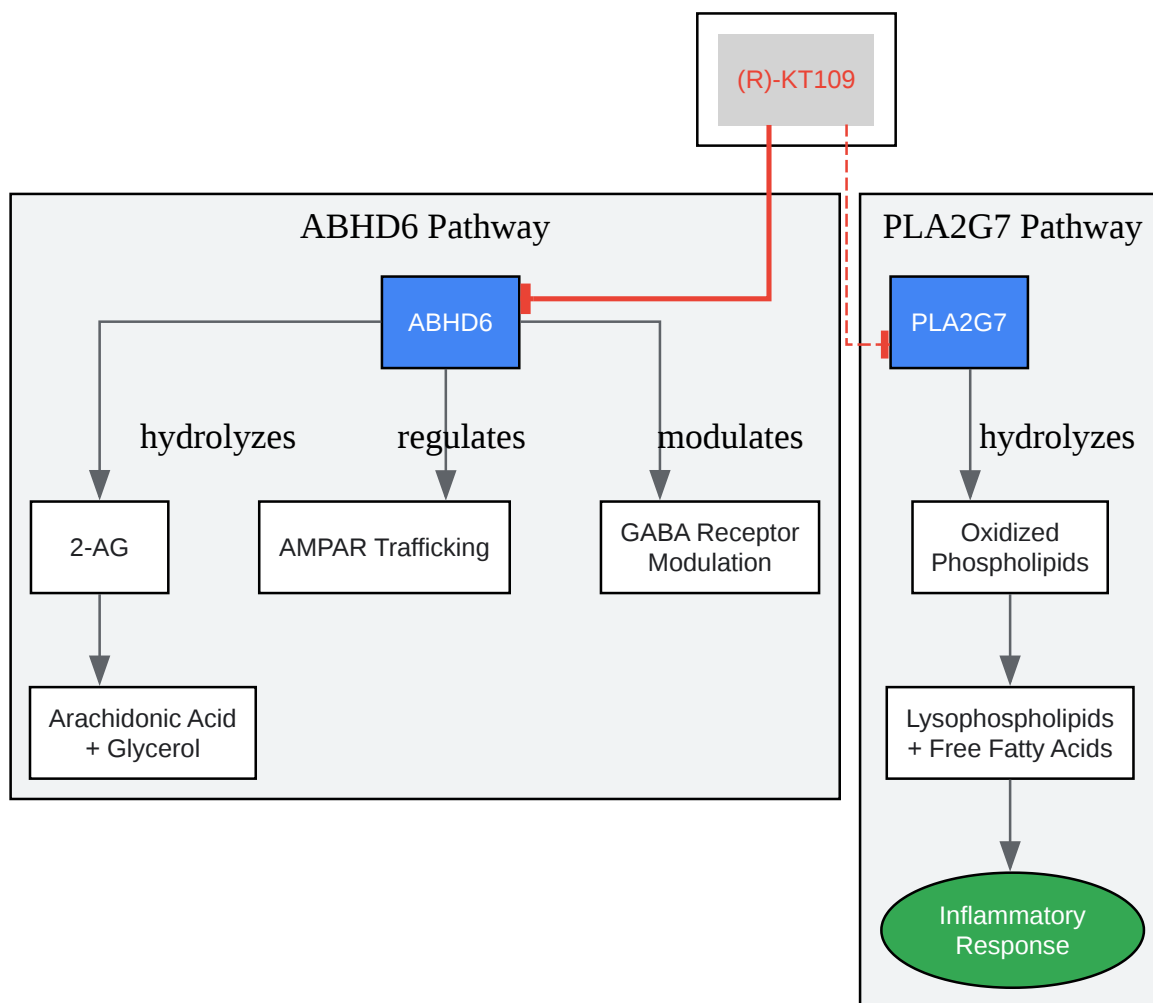 (R)-KT109
ABHD6 Pathway
ABHD6
hydrolyzes
regulates
modulates
2-AG
AMPAR Trafficking
GABA Receptor
Modulation
Arachidonic Acid
+ Glycerol
PLA2G7 Pathway
PLA2G7
hydrolyzes
Oxidized
Phospholipids
Lysophospholipids
+ Free Fatty Acids
Inflammatory
Response